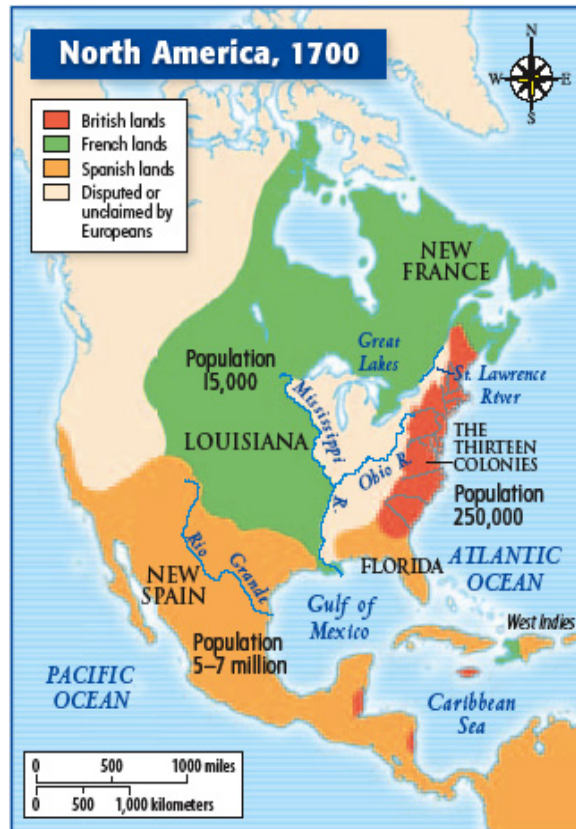 North America, 1700
N
W
E
S
British lands
French lands
Spanish lands
Disputed or
unclaimed by
Europeans
NEW
FRANCE
Great
Lakes
Population
15,000
St. Lawrence
River
Mississippi
R.
LOUISIANA
Ohio R.
THE
THIRTEEN
COLONIES
Population
250,000
Rio
Grande
NEW
SPAIN
FLORIDA
ATLANTIC
OCEAN
Gulf of
Mexico
West Indies
Population
5–7 million
PACIFIC
OCEAN
Caribbean
Sea
0 500 1000 miles
0 500 1,000 kilometers